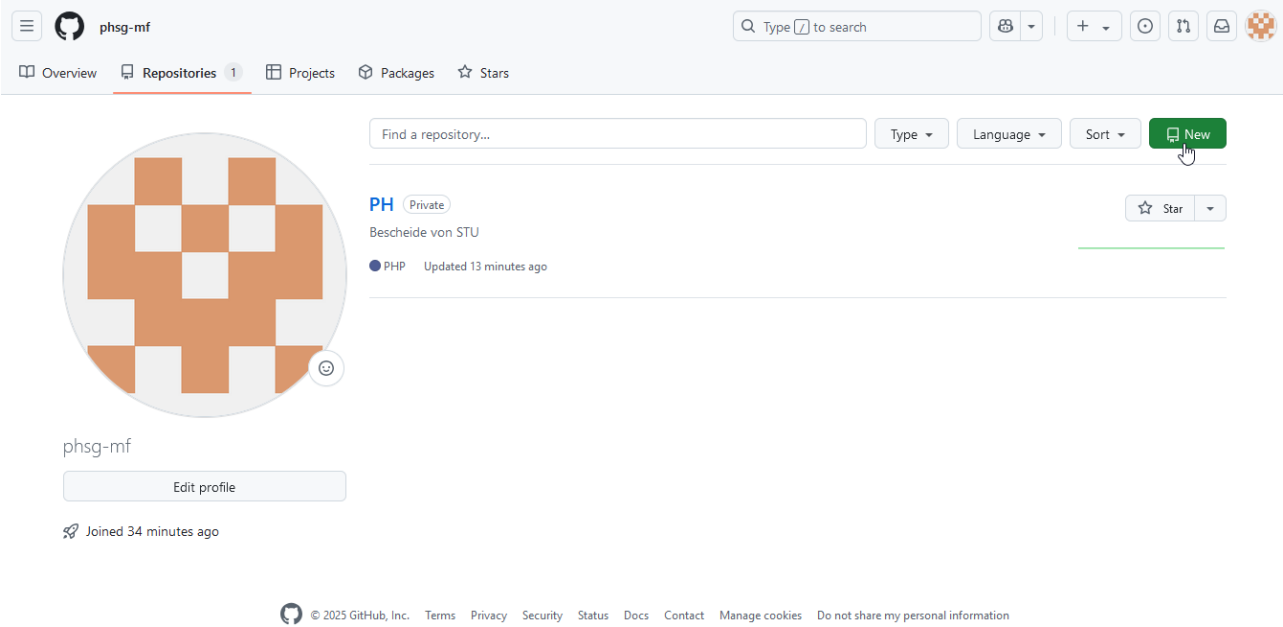 phsg-mf Type / to search
Overview Repositories 1 Projects Packages Stars
Find a repository... Type Language Sort New
PH Private Star
Bescheide von STU
PHP Updated 13 minutes ago
phsg-mf
Edit profile
Joined 34 minutes ago
© 2025 GitHub, Inc. Terms Privacy Security Status Docs Contact Manage cookies Do not share my personal information